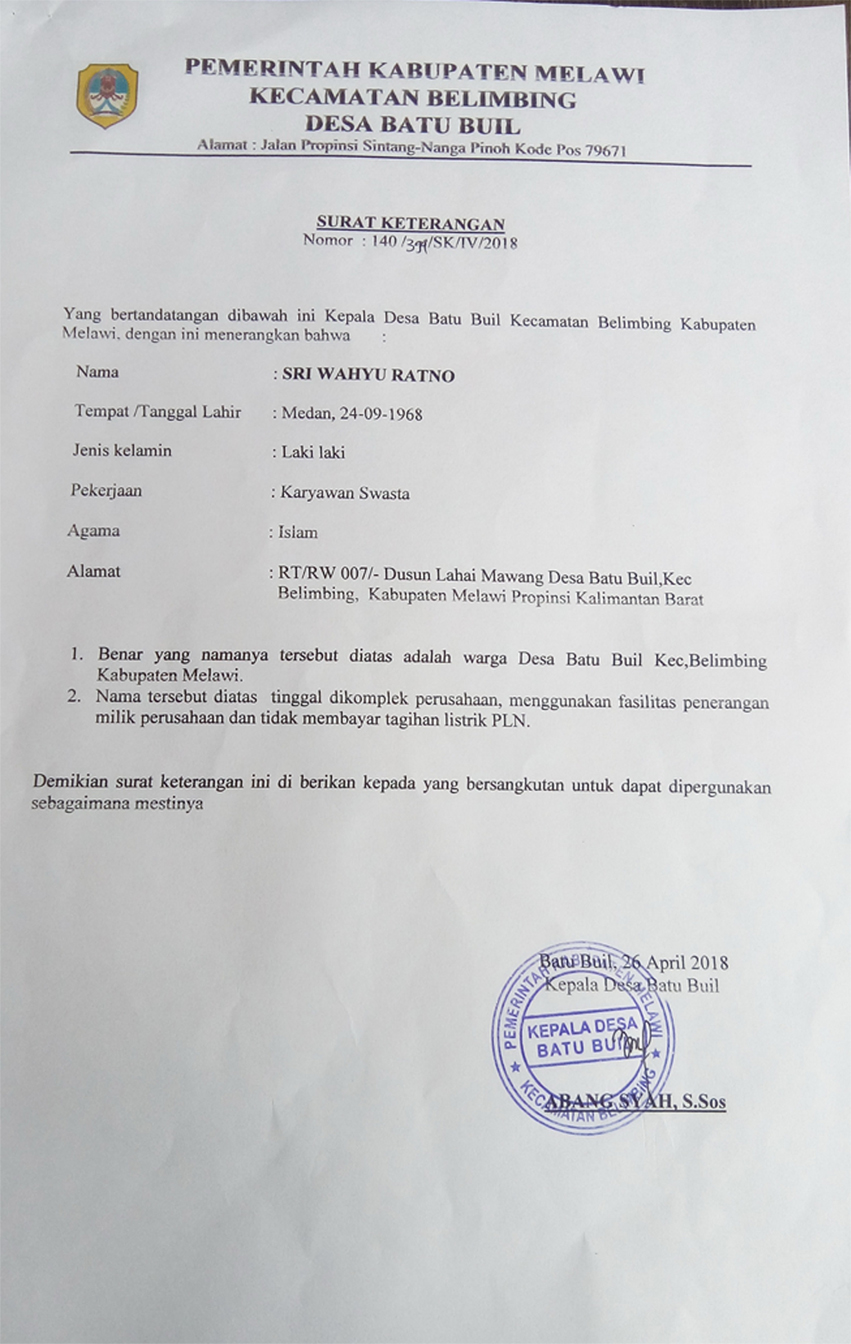 PEMERINTAH KABUPATEN MELAWI
KECAMATAN BELIMBING
DESA BATU BUIL
Alamat : Jalan Propinsi Sintang-Nanga Pinoh Kode Pos 79671
SURAT KETERANGAN
Nomor : 140 / /SK/IV/2018
Yang bertandatangan dibawah ini Kepala Desa Batu Buil Kecamatan Belimbing Kabupaten
Melawi, dengan ini menerangkan bahwa :
Nama : SRI WAHYU RATNO
Tempat /Tanggal Lahir : Medan, 24-09-1968
Jenis kelamin : Laki laki
Pekerjaan : Karyawan Swasta
Agama : Islam
Alamat : RT/RW 007/- Dusun Lahai Mawang Desa Batu Buil,Kec
Belimbing, Kabupaten Melawi Propinsi Kalimantan Barat
1. Benar yang namanya tersebut diatas adalah warga Desa Batu Buil Kec,Belimbing
Kabupaten Melawi.
2. Nama tersebut diatas tinggal dikomplek perusahaan, menggunakan fasilitas penerangan
milik perusahaan dan tidak membayar tagihan listrik PLN.
Demikian surat keterangan ini di berikan kepada yang bersangkutan untuk dapat dipergunakan
sebagaimana mestinya
Batu Buil, 26 April 2018
Kepala Desa Batu Buil
PEMERINTAH KABUPATEN MELAWI
KEPALA DESA
BATU BUIL
KECAMATAN BELIMBING
ABANG SYAH, S.Sos